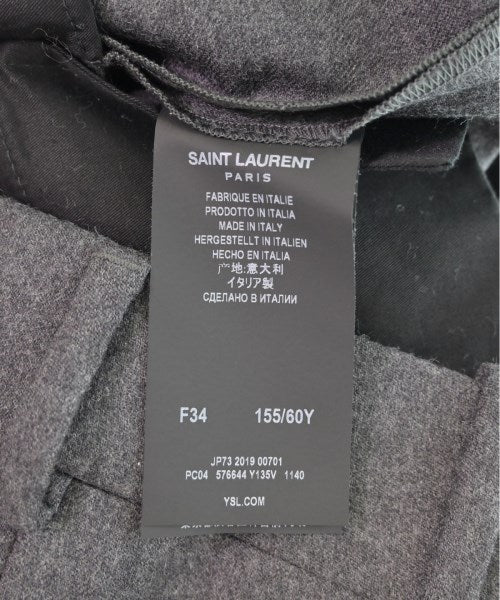 SAINT LAURENT
PARIS
FABRIQUE EN ITALIE
PRODOTTO IN ITALIA
MADE IN ITALY
HERGESTELLT IN ITALIEN
HECHO EN ITALIA
产地:意大利
イタリア製
СДЕЛАНО В ИТАЛИИ
F34 155/60Y
JP73 2019 00701
PC04 576644 Y135V 1140
YSL.COM